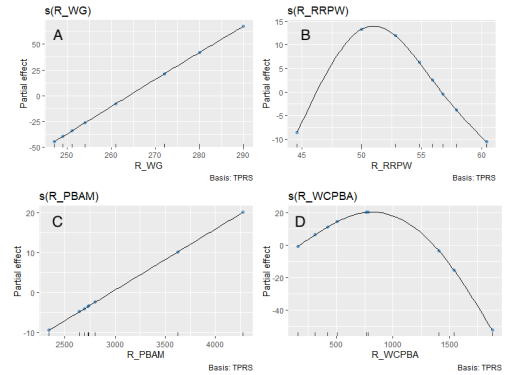 s(R_WG)
A
Partial effect
50
25
0
-25
-50
250
260
270
280
290
R_WG
Basis: TPRS
s(R_RRPW)
B
Partial effect
15
10
5
0
-5
-10
45
50
55
60
R_RRPW
Basis: TPRS
s(R_PBAM)
C
Partial effect
20
10
0
-10
2500
3000
3500
4000
R_PBAM
Basis: TPRS
s(R_WCPBA)
D
Partial effect
20
0
-20
-40
500
1000
1500
R_WCPBA
Basis: TPRS